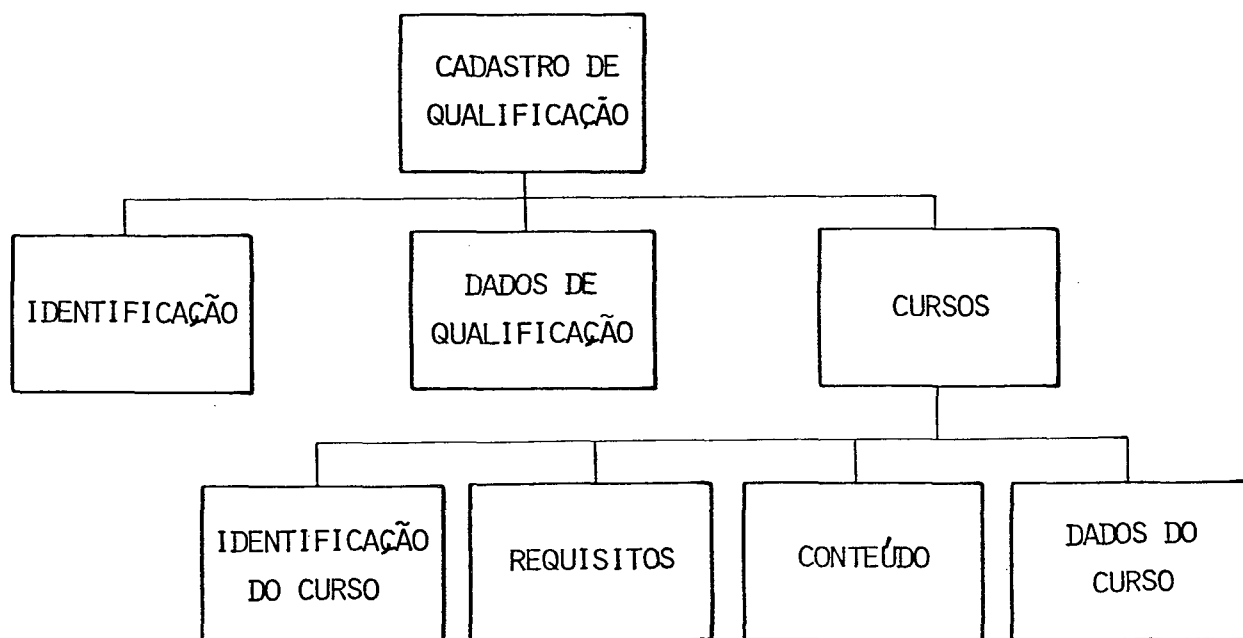 CADASTRO DE
QUALIFICAÇÃO
IDENTIFICAÇÃO
DADOS DE
QUALIFICAÇÃO
CURSOS
IDENTIFICAÇÃO
DO CURSO
REQUISITOS
CONTEÚDO
DADOS DO
CURSO